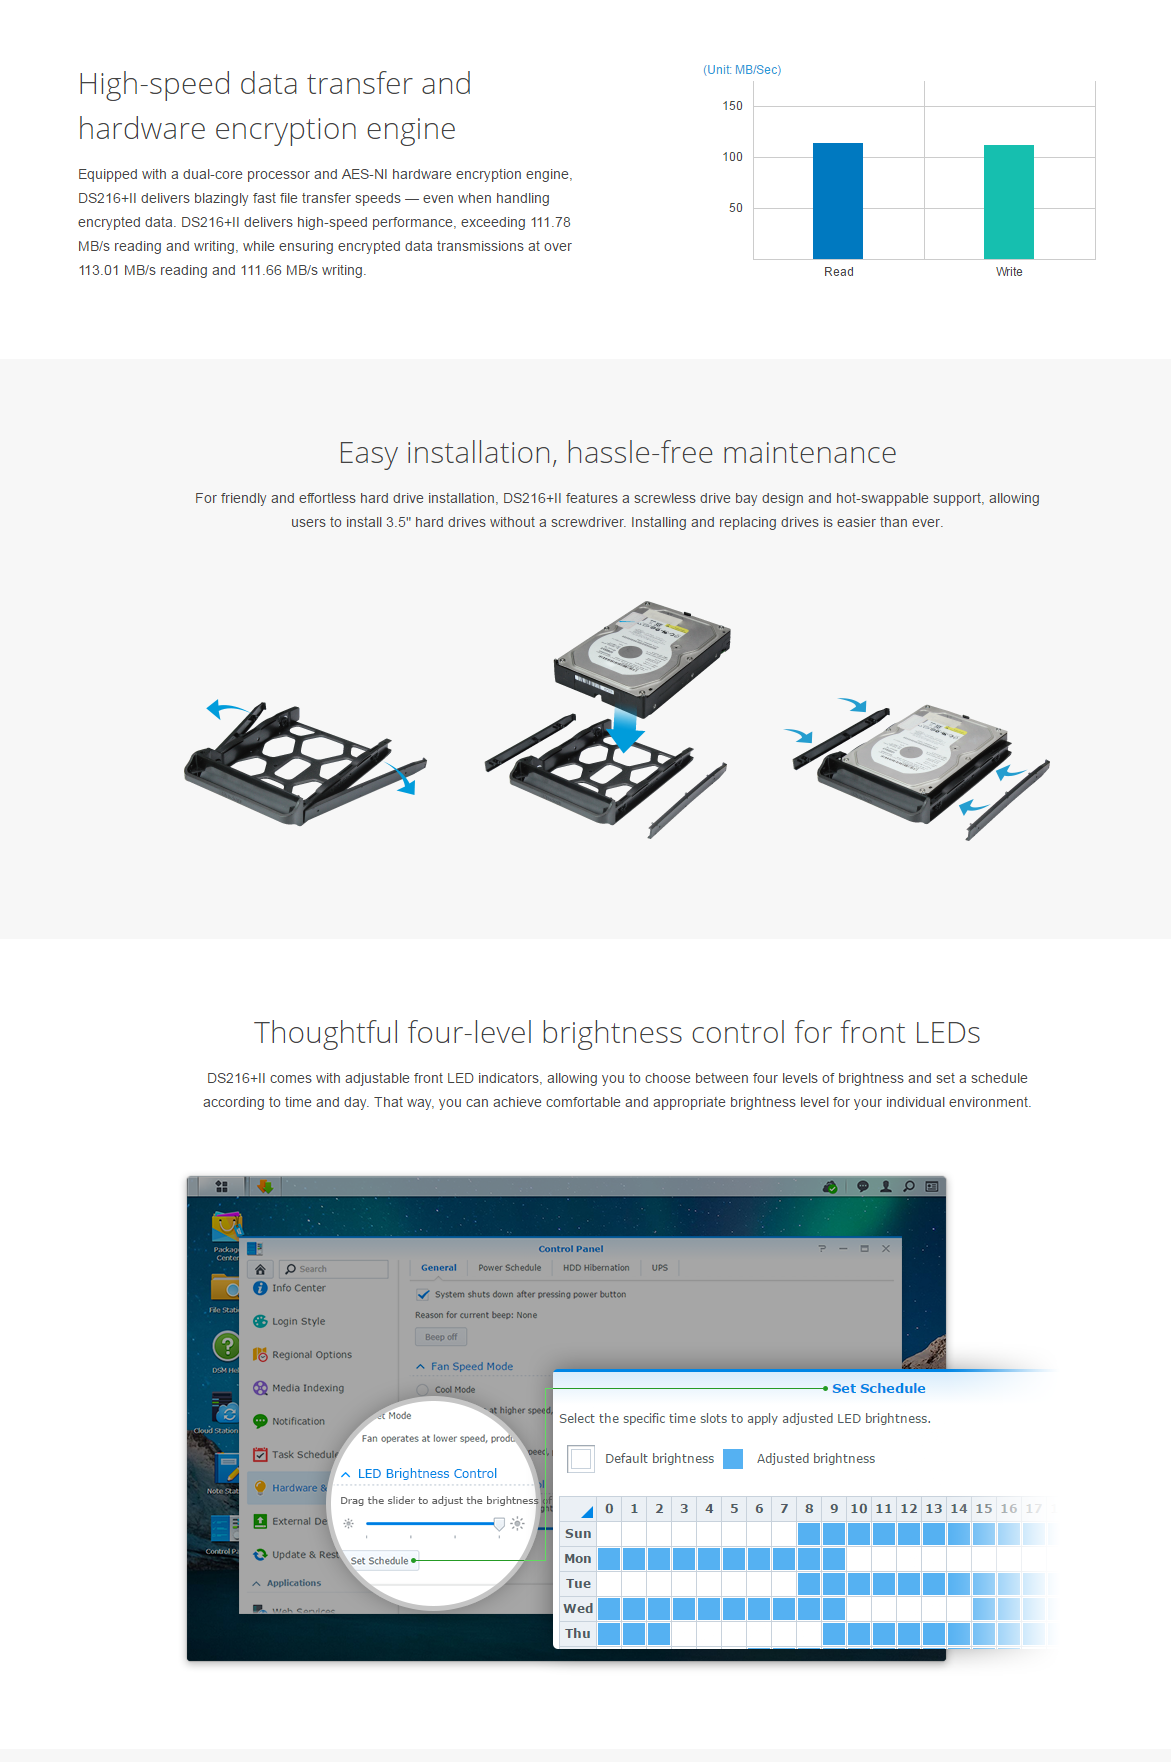 High-speed data transfer and
hardware encryption engine
Equipped with a dual-core processor and AES-NI hardware encryption engine,
DS216+II delivers blazingly fast file transfer speeds — even when handling
encrypted data. DS216+II delivers high-speed performance, exceeding 111.78
MB/s reading and writing, while ensuring encrypted data transmissions at over
113.01 MB/s reading and 111.66 MB/s writing.
(Unit: MB/Sec)
150
100
50
Read Write
Easy installation, hassle-free maintenance
For friendly and effortless hard drive installation, DS216+II features a screwless drive bay design and hot-swappable support, allowing
users to install 3.5" hard drives without a screwdriver. Installing and replacing drives is easier than ever.
Thoughtful four-level brightness control for front LEDs
DS216+II comes with adjustable front LED indicators, allowing you to choose between four levels of brightness and set a schedule
according to time and day. That way, you can achieve comfortable and appropriate brightness level for your individual environment.
Packag
Center
File Statio
DSM Hel
Cloud Station
Note Stat
Control Pa
Control Panel
Search
Info Center
Login Style
Regional Options
Media Indexing
Notification
Task Schedule
Hardware &
External De
Update & Rest
Applications
Web Services
General Power Schedule HDD Hibernation UPS
System shuts down after pressing power button
Reason for current beep: None
Beep off
Fan Speed Mode
Cool Mode
at higher speed,
et Mode
Fan operates at lower speed, produ
LED Brightness Control
Drag the slider to adjust the brightness of
Set Schedule
Set Schedule
Select the specific time slots to apply adjusted LED brightness.
Default brightness Adjusted brightness
0 1 2 3 4 5 6 7 8 9 10 11 12 13 14 15 16 17
Sun
Mon
Tue
Wed
Thu